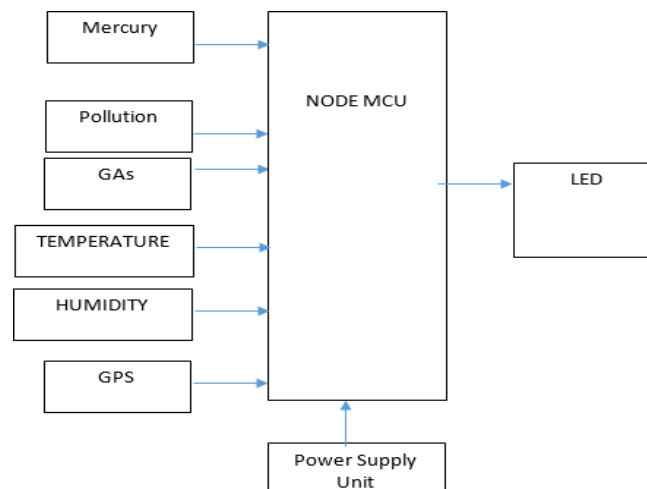 Mercury
NODE MCU
Pollution
GAs
LED
TEMPERATURE
HUMIDITY
GPS
Power Supply
Unit